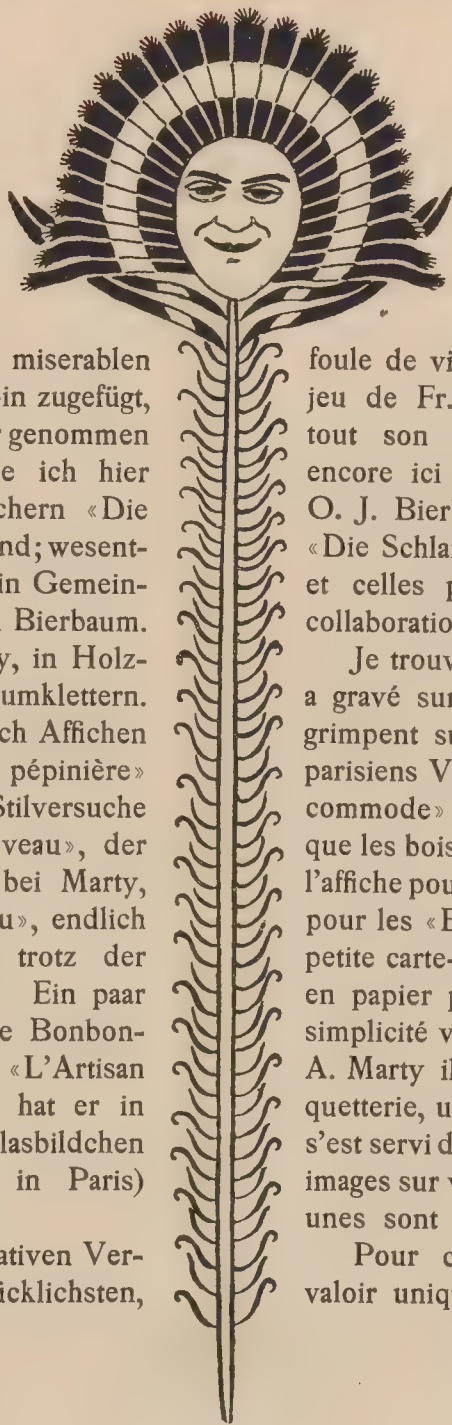 miserablen
in zugefügt,
genommen
e ich hier
chern «Die
nd; wesent-
in Gemein-
Bierbaum.
y, in Holz-
umklettern.
ch Affichen
pépinière»
Stilversuche
veau», der
bei Marty,
u», endlich
trotz der
Ein paar
e Bonbon-
«L'Artisan
hat er in
lasbildchen
in Paris)
ativen Ver-
icklichsten,
foule de vi
jeu de Fr.
tout son
encore ici
O. J. Bier
«Die Schla
et celles p
collaboratio
Je trouv
a gravé sur
grimpent su
parisiens V
commode»
que les bois
l'affiche pou
pour les «E
petite carte-
en papier p
simplicité v
A. Marty il
quetterie, u
s'est servi d
images sur v
unes sont
Pour c
valoir uniq